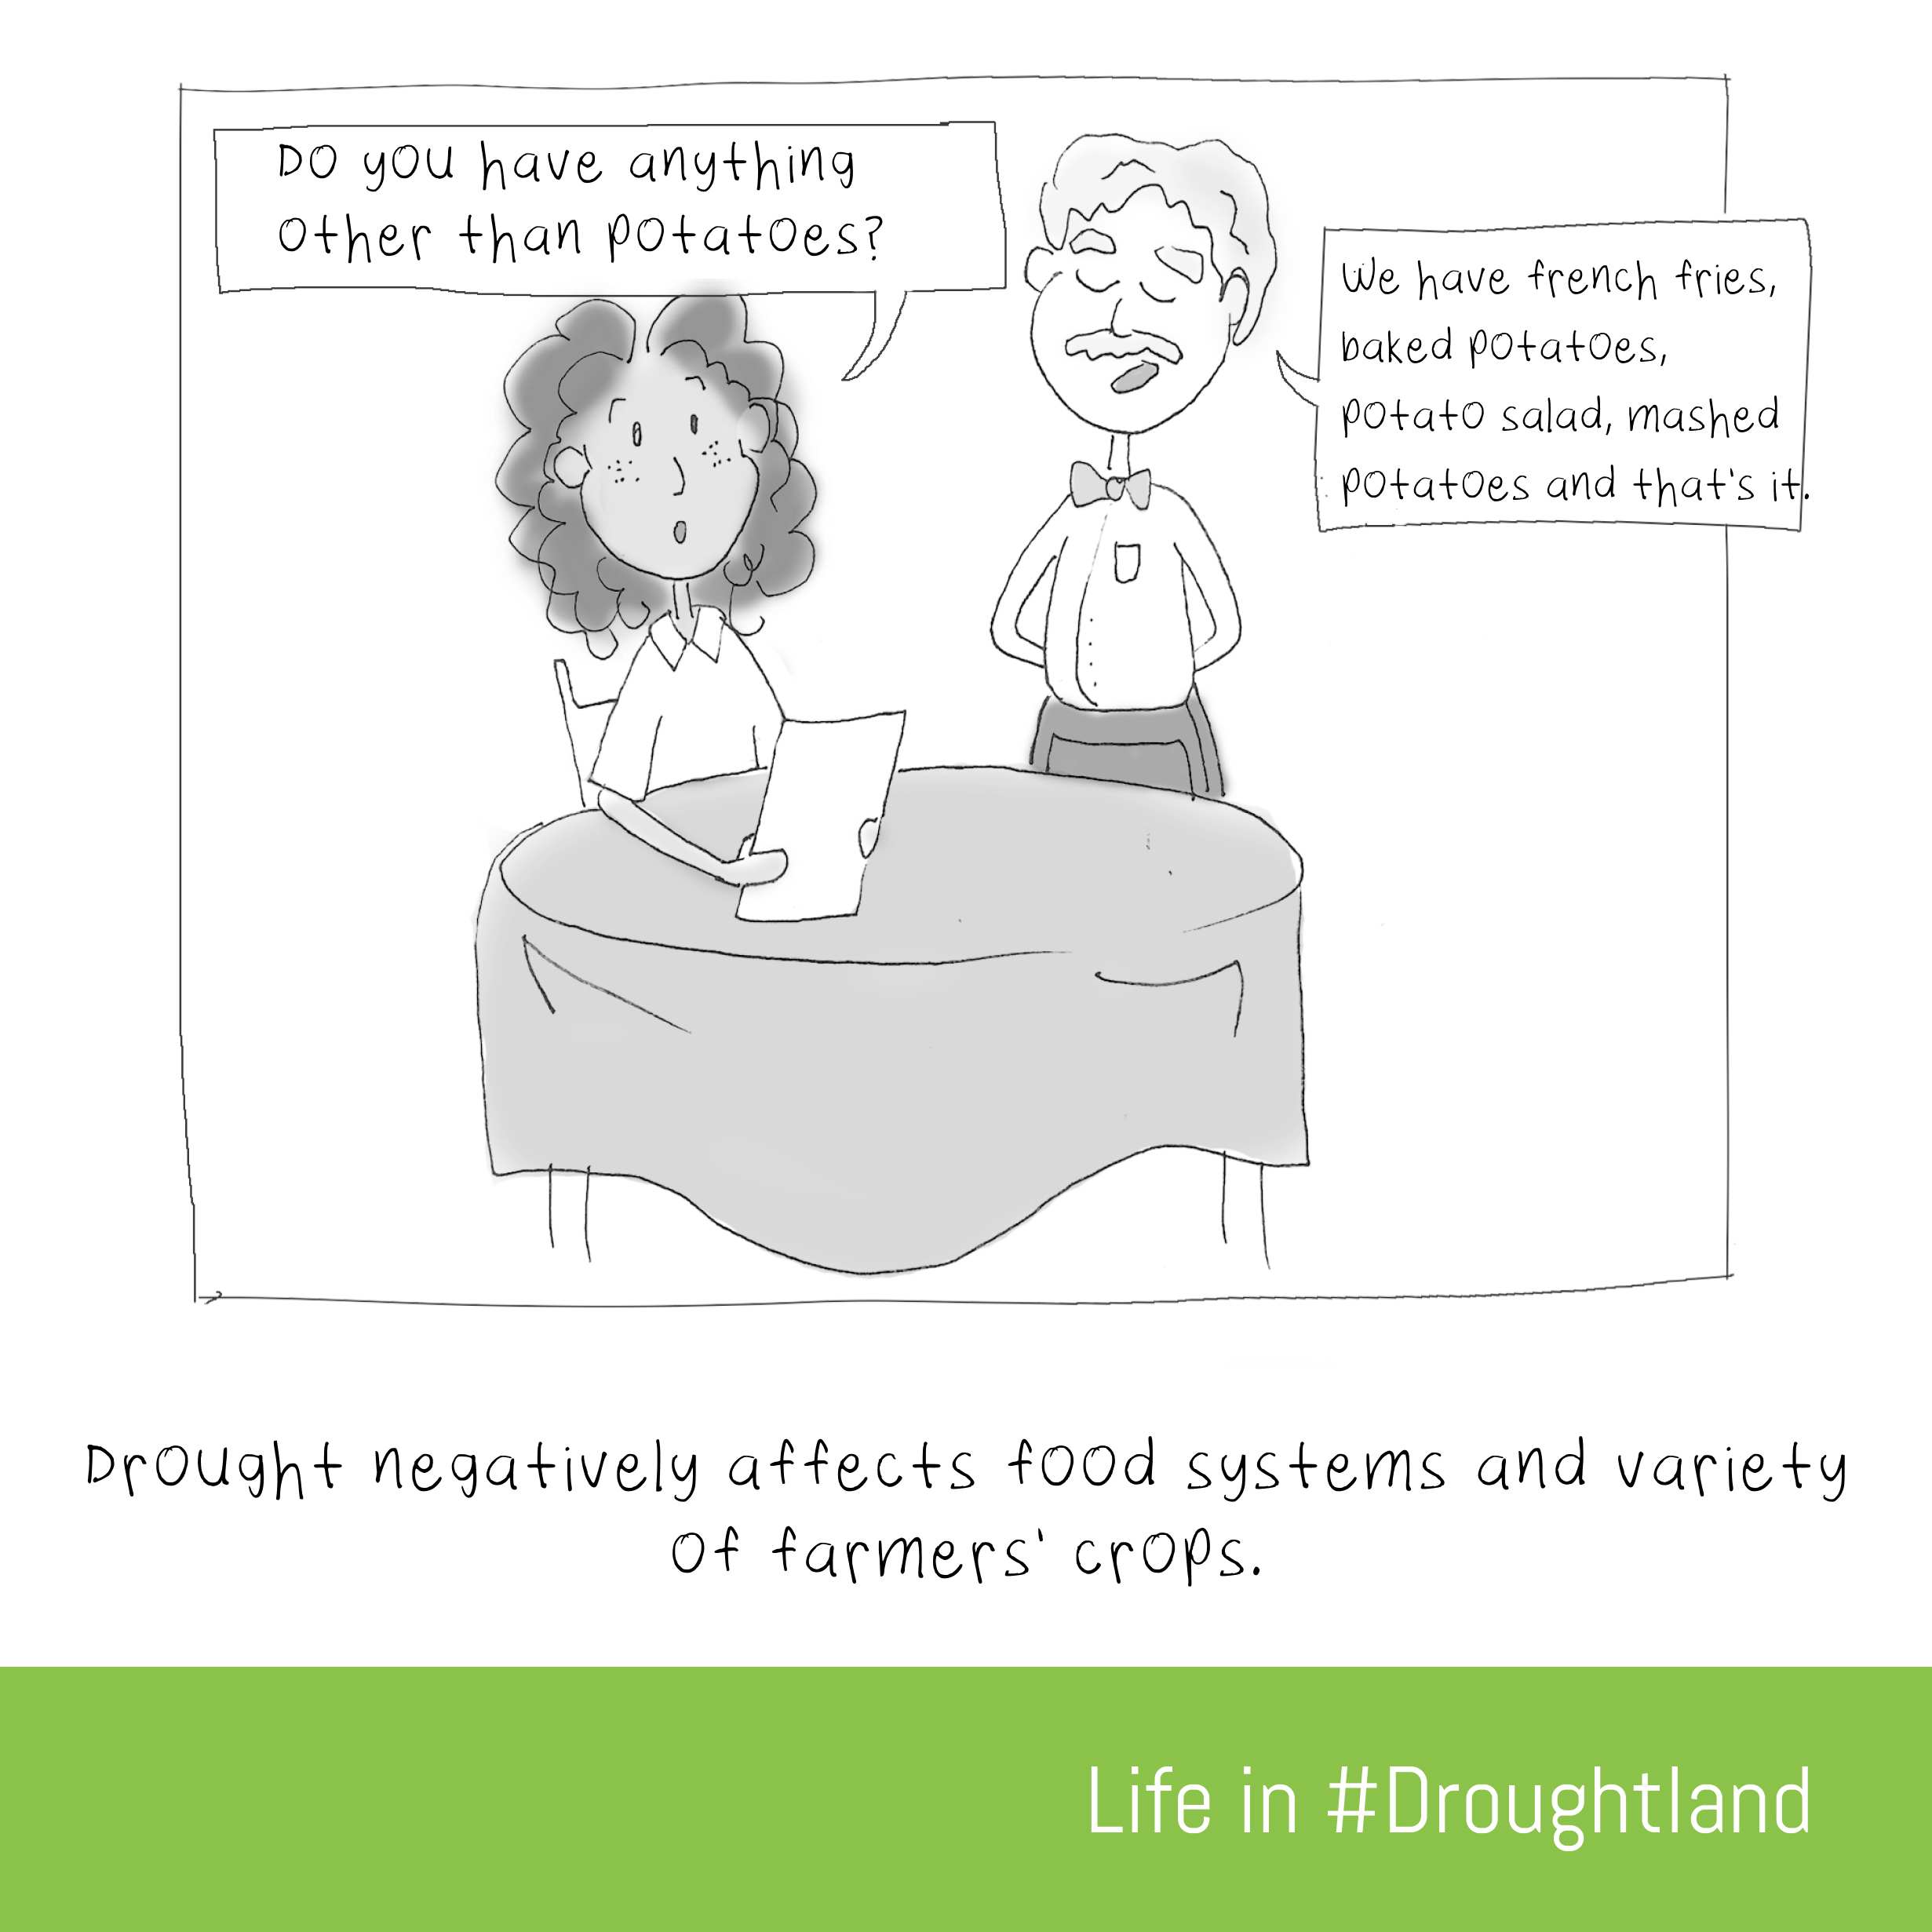 Do you have anything
other than potatoes?
We have french fries,
baked potatoes,
potato salad, mashed
potatoes and that's it.
Drought negatively affects food systems and variety
of farmers' crops.
Life in #Droughtland